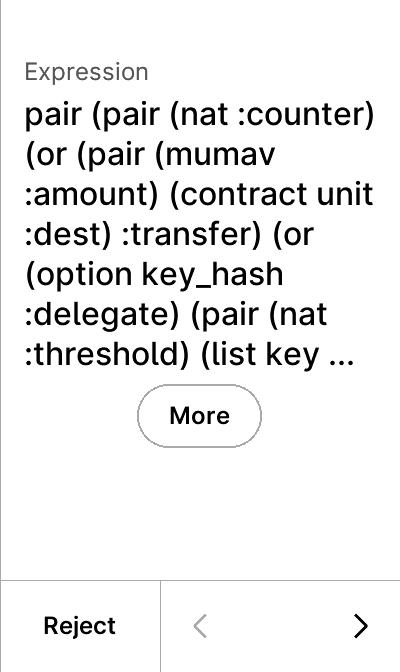 Expression
pair (pair (nat :counter)
(or (pair (mumav
:amount) (contract unit
:dest) :transfer) (or
(option key_hash
:delegate) (pair (nat
:threshold) (list key ...
More
Reject